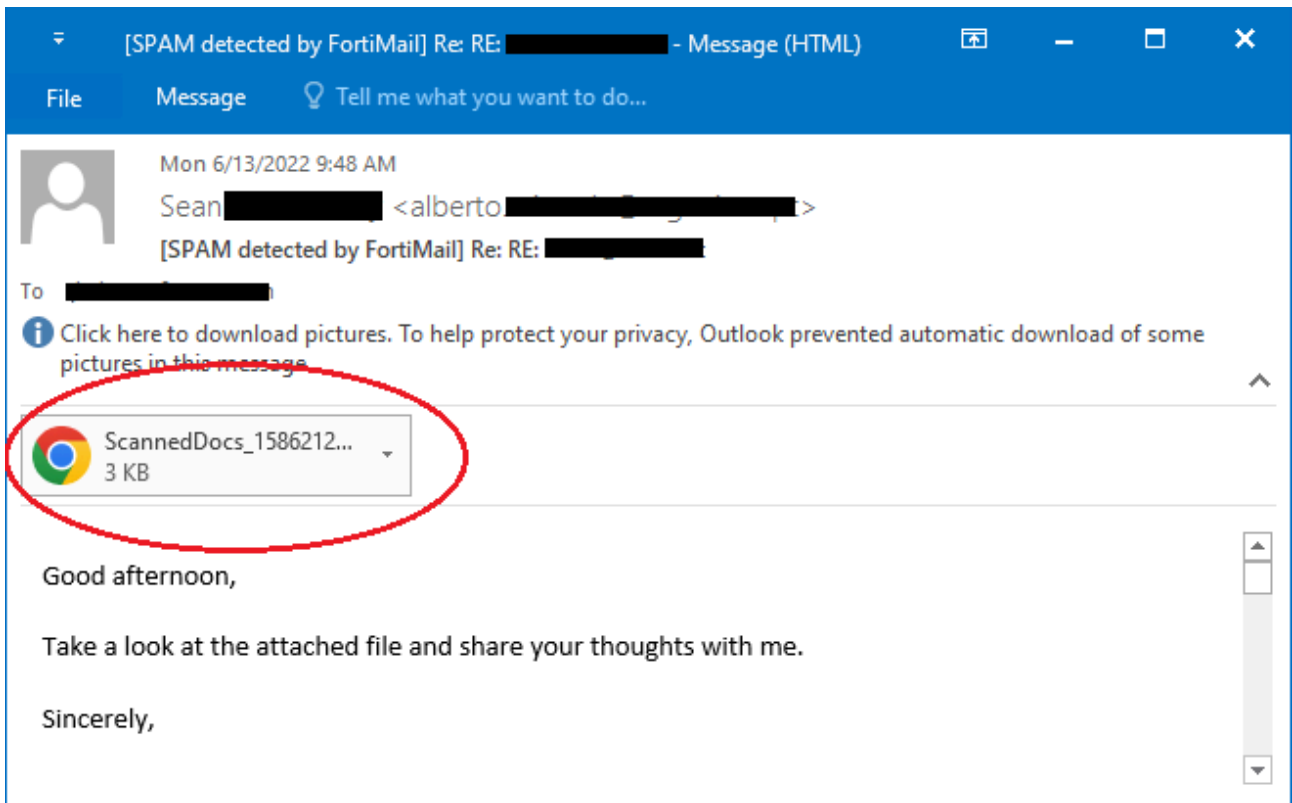 [SPAM detected by FortiMail] Re: RE: - Message (HTML)
File Message Tell me what you want to do...
Mon 6/13/2022 9:48 AM
Sean <alberto. >
[SPAM detected by FortiMail] Re: RE:
To
Click here to download pictures. To help protect your privacy, Outlook prevented automatic download of some
pictures in this message.
ScannedDocs_1586212...
3 KB
Good afternoon,
Take a look at the attached file and share your thoughts with me.
Sincerely,